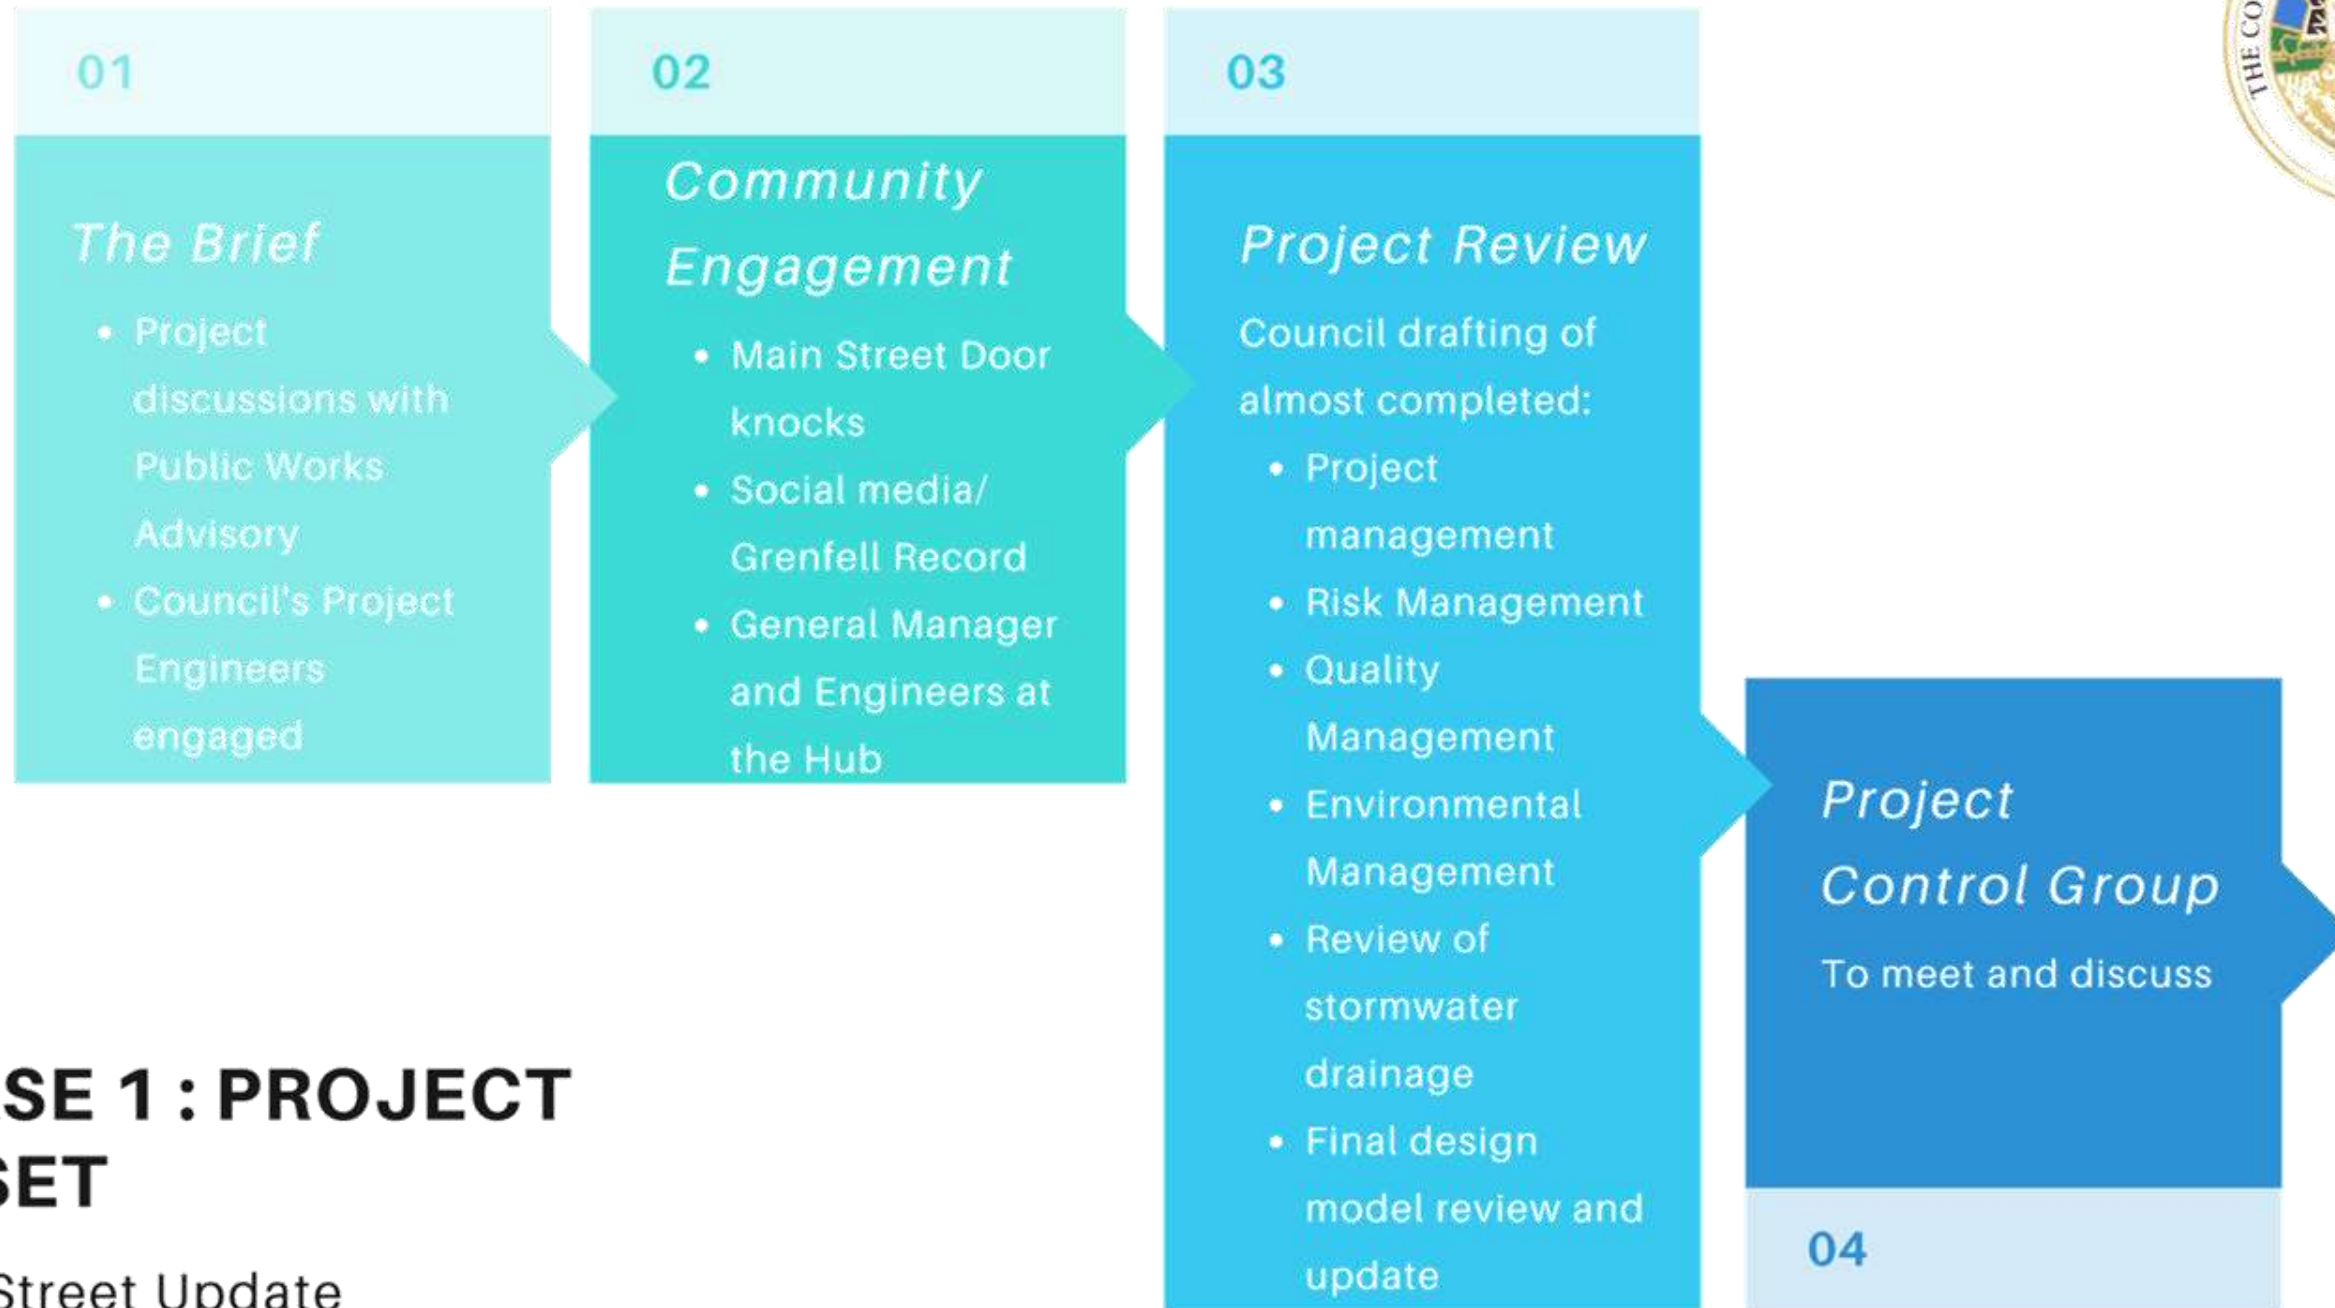 01
The Brief
• Project
discussions with
Public Works
Advisory
• Council's Project
Engineers
engaged
02
Community
Engagement
• Main Street Door
knocks
• Social media/
Grenfell Record
• General Manager
and Engineers at
the Hub
03
Project Review
Council drafting of
almost completed:
• Project
management
• Risk Management
• Quality
Management
• Environmental
Management
• Review of
stormwater
drainage
• Final design
model review and
update
Project
Control Group
To meet and discuss
04
THE CO
SE 1 : PROJECT
SET
Street Update